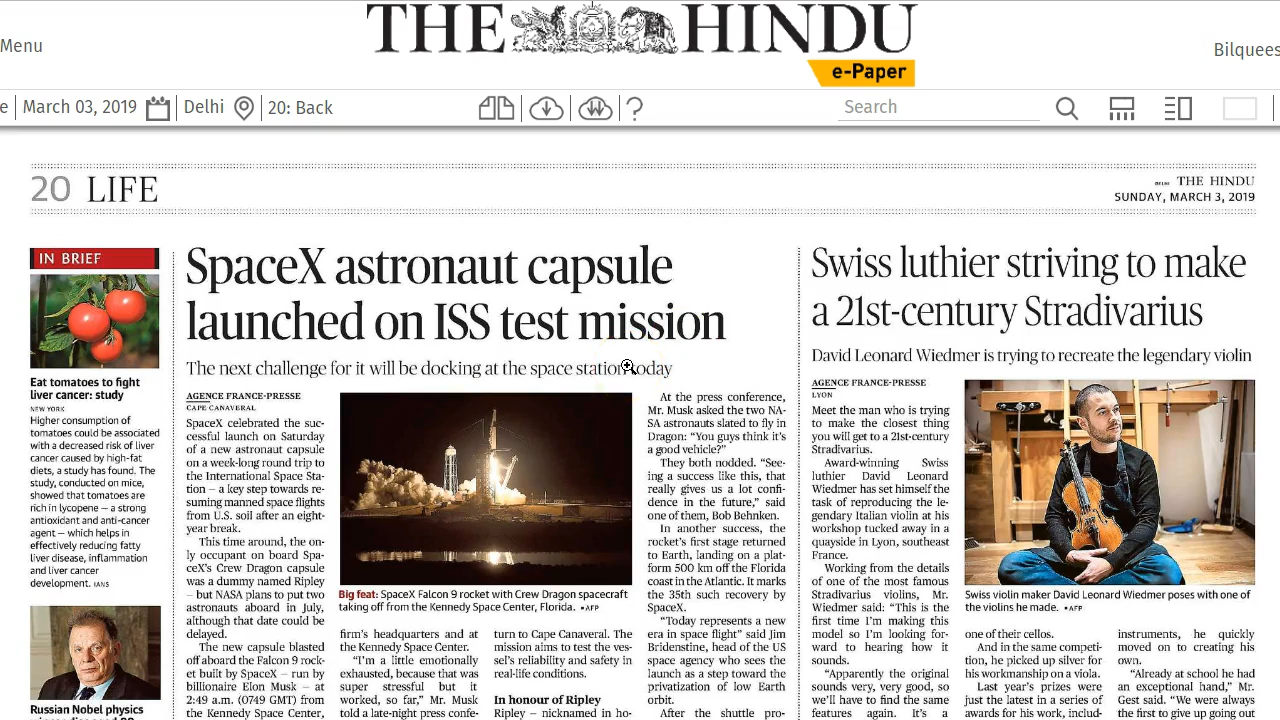 THE HINDU
e-Paper
Menu
Bilquees
e
March 03, 2019
Delhi
20: Back
?
Search
20 LIFE
DELHI THE HINDU
SUNDAY, MARCH 3, 2019
IN BRIEF
Eat tomatoes to fight
liver cancer: study
NEW YORK
Higher consumption of
tomatoes could be associated
with a decreased risk of liver
cancer caused by high-fat
diets, a study has found. The
study, conducted on mice,
showed that tomatoes are
rich in lycopene — a strong
antioxidant and anti-cancer
agent — which helps in
effectively reducing fatty
liver disease, inflammation
and liver cancer
development. IANS
Russian Nobel physics
SpaceX astronaut capsule
launched on ISS test mission
The next challenge for it will be docking at the space station today
AGENCE FRANCE-PRESSE
CAPE CANAVERAL
SpaceX celebrated the suc-
cessful launch on Saturday
of a new astronaut capsule
on a week-long round trip to
the International Space Sta-
tion — a key step towards re-
suming manned space flights
from U.S. soil after an eight-
year break.
This time around, the on-
ly occupant on board Spa-
ceX's Crew Dragon capsule
was a dummy named Ripley
— but NASA plans to put two
astronauts aboard in July,
although that date could be
delayed.
The new capsule blasted
off aboard the Falcon 9 rock-
et built by SpaceX — run by
billionaire Elon Musk — at
2:49 a.m. (0749 GMT) from
the Kennedy Space Center,
Big feat: SpaceX Falcon 9 rocket with Crew Dragon spacecraft
taking off from the Kennedy Space Center, Florida. •AFP
firm's headquarters and at
the Kennedy Space Center.
"I'm a little emotionally
exhausted, because that was
super stressful but it
worked, so far," Mr. Musk
told a late-night press confe-
turn to Cape Canaveral. The
mission aims to test the ves-
sel's reliability and safety in
real-life conditions.
In honour of Ripley
Ripley — nicknamed in ho-
At the press conference,
Mr. Musk asked the two NA-
SA astronauts slated to fly in
Dragon: "You guys think it's
a good vehicle?"
They both nodded. "See-
ing a success like this, that
really gives us a lot confi-
dence in the future," said
one of them, Bob Behnken.
In another success, the
rocket's first stage returned
to Earth, landing on a plat-
form 500 km off the Florida
coast in the Atlantic. It marks
the 35th such recovery by
SpaceX.
"Today represents a new
era in space flight" said Jim
Bridenstine, head of the US
space agency who sees the
launch as a step toward the
privatization of low Earth
orbit.
After the shuttle pro-
Swiss luthier striving to make
a 21st-century Stradivarius
David Leonard Wiedmer is trying to recreate the legendary violin
AGENCE FRANCE-PRESSE
LYON
Meet the man who is trying
to make the closest thing
you will get to a 21st-century
Stradivarius.
Award-winning Swiss
luthier David Leonard
Wiedmer has set himself the
task of reproducing the le-
gendary Italian violin at his
workshop tucked away in a
quayside in Lyon, southeast
France.
Working from the details
of one of the most famous
Stradivarius violins, Mr.
Wiedmer said: "This is the
first time I'm making this
model so I'm looking for-
ward to hearing how it
sounds.
"Apparently the original
sounds very, very good, so
we'll have to find the same
features again. It's a
Swiss violin maker David Leonard Wiedmer poses with one of
the violins he made. •AFP
one of their cellos.
And in the same competi-
tion, he picked up silver for
his workmanship on a viola.
Last year's prizes were
just the latest in a series of
awards for his work, includ-
instruments, he quickly
moved on to creating his
own.
"Already at school he had
an exceptional hand," Mr.
Gest said. "We were always
the first to give up going out